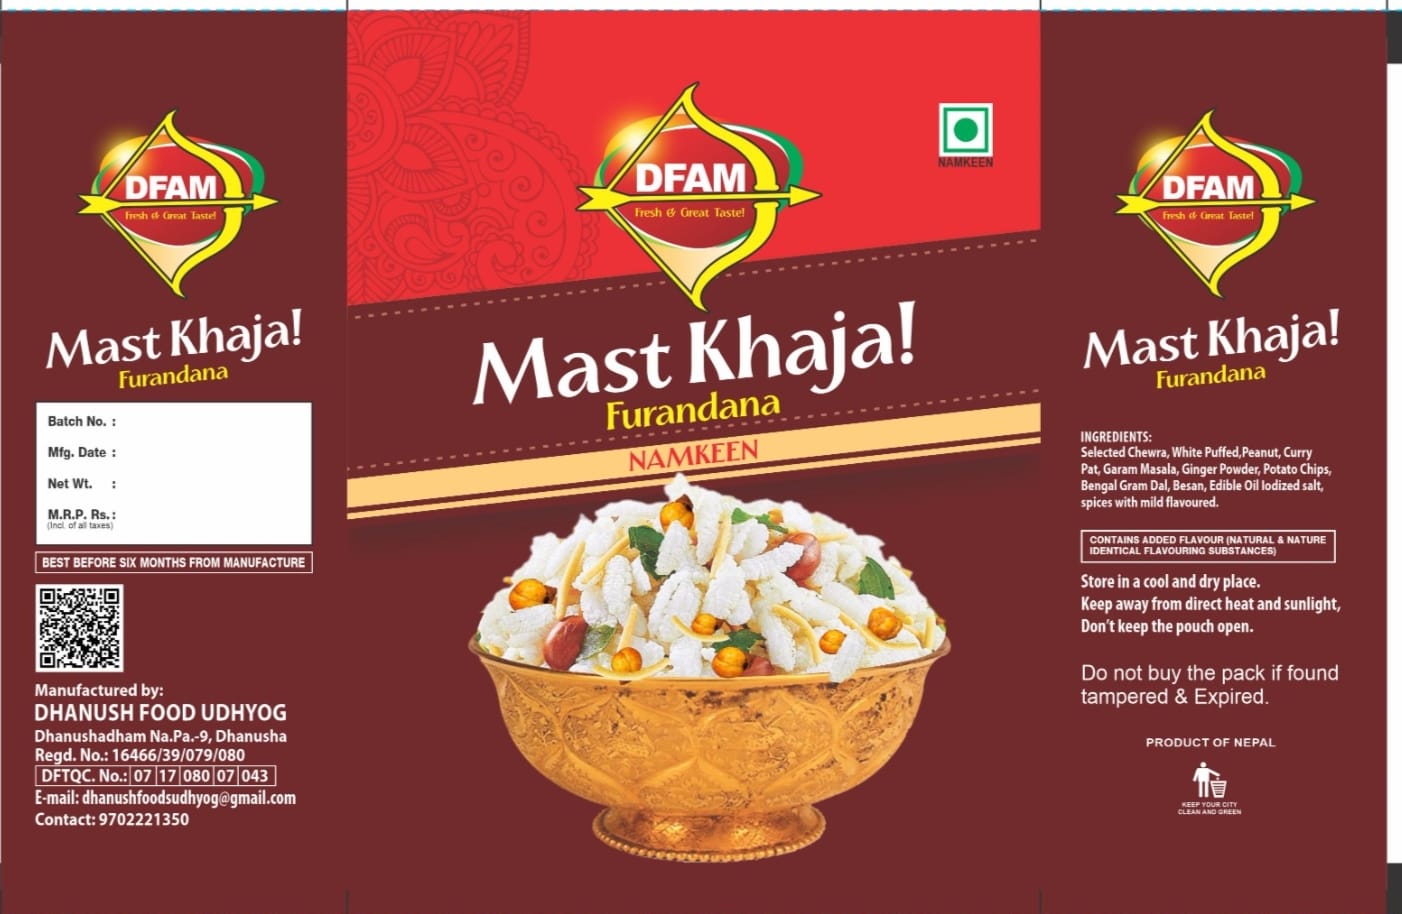 DFAM
Fresh & Great Taste!
Mast Khaja!
Furandana
Batch No. :
Mfg. Date :
Net Wt. :
M.R.P. Rs. :
(Incl. of all taxes)
BEST BEFORE SIX MONTHS FROM MANUFACTURE
Manufactured by:
DHANUSH FOOD UDHYOG
Dhanushadham Na.Pa.-9, Dhanusha
Regd. No.: 16466/39/079/080
DFTQC. No.: 07 17 080 07 043
E-mail: dhanushfoodsudhyog@gmail.com
Contact: 9702221350
DFAM
Fresh & Great Taste!
NAMKEEN
Mast Khaja!
Furandana
NAMKEEN
DFAM
Fresh & Great Taste!
Mast Khaja!
Furandana
INGREDIENTS:
Selected Chewra, White Puffed,Peanut, Curry
Pat, Garam Masala, Ginger Powder, Potato Chips,
Bengal Gram Dal, Besan, Edible Oil Iodized salt,
spices with mild flavoured.
CONTAINS ADDED FLAVOUR (NATURAL & NATURE
IDENTICAL FLAVOURING SUBSTANCES)
Store in a cool and dry place.
Keep away from direct heat and sunlight,
Don't keep the pouch open.
Do not buy the pack if found
tampered & Expired.
PRODUCT OF NEPAL
KEEP YOUR CITY
CLEAN AND GREEN